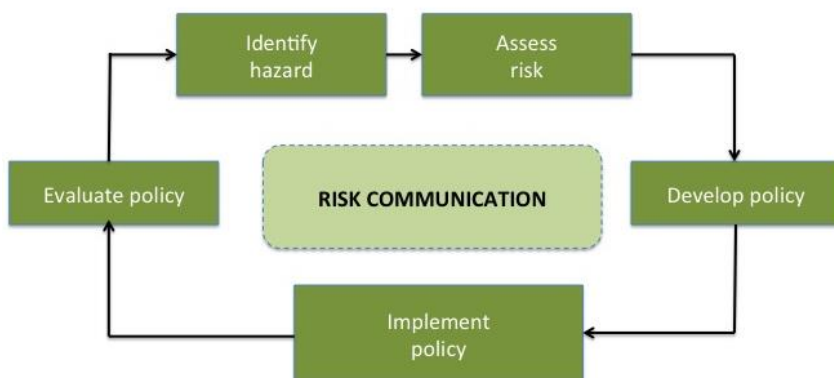 Identify
hazard
Assess
risk
Evaluate policy
RISK COMMUNICATION
Develop policy
Implement
policy